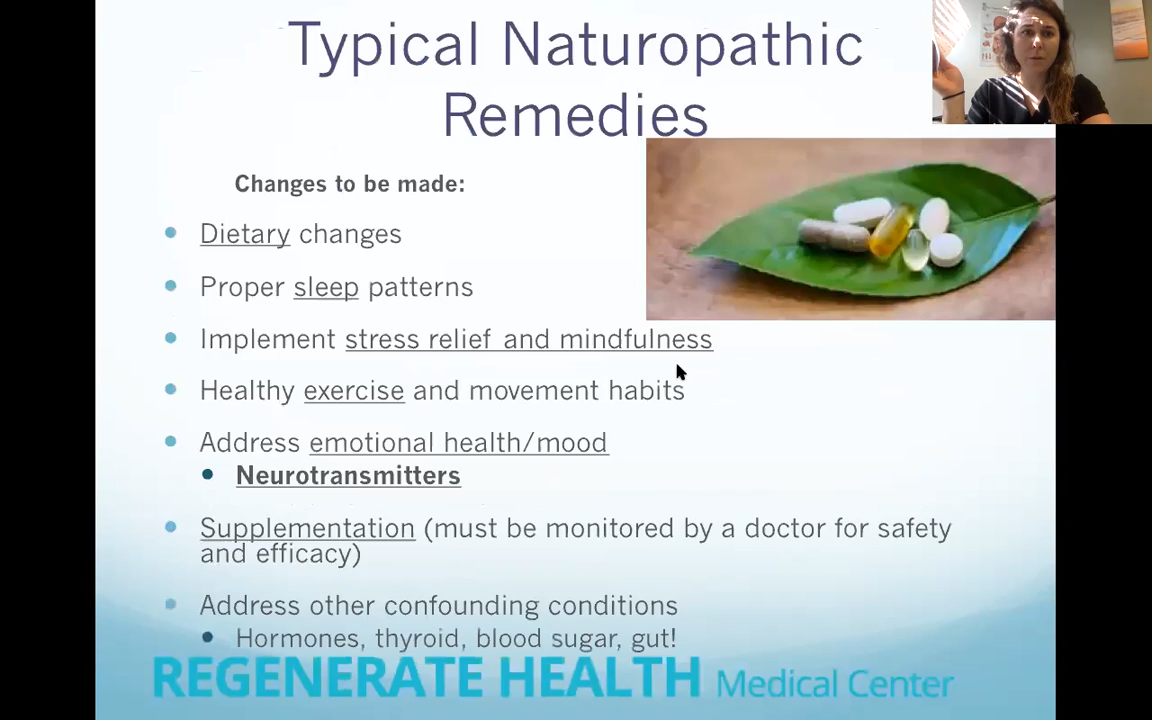 Typical Naturopathic
Remedies
Changes to be made:
Dietary changes
Proper sleep patterns
Implement stress relief and mindfulness
Healthy exercise and movement habits
Address emotional health/mood
Neurotransmitters
Supplementation (must be monitored by a doctor for safety
and efficacy)
Address other confounding conditions
Hormones, thyroid, blood sugar, gut!
REGENERATE HEALTH Medical Center